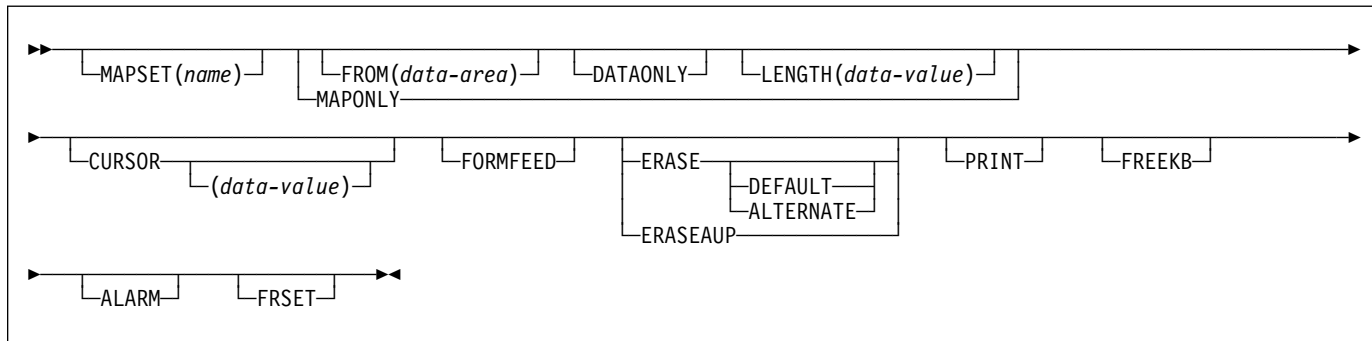 MAPSET(name) FROM(data-area) DATAONLY LENGTH(data-value)
MAPONLY
CURSOR FORMFEED ERASE PRINT FREEKB
(data-value) DEFAULT
ALTERNATE
ERASEAUP
ALARM FRSET